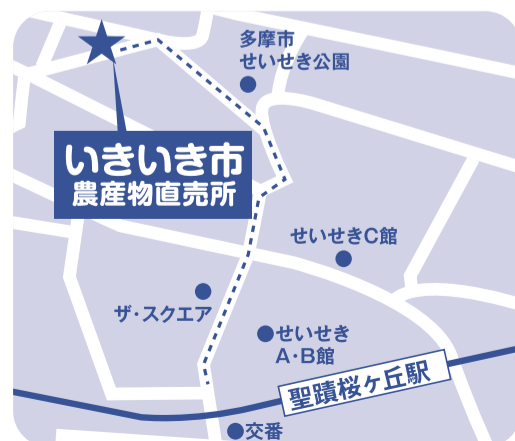 多摩市
せいせき公園
いきいき市
農産物直売所
せいせきC館
ザ・スクエア
せいせき
A・B館
聖蹟桜ヶ丘駅
交番